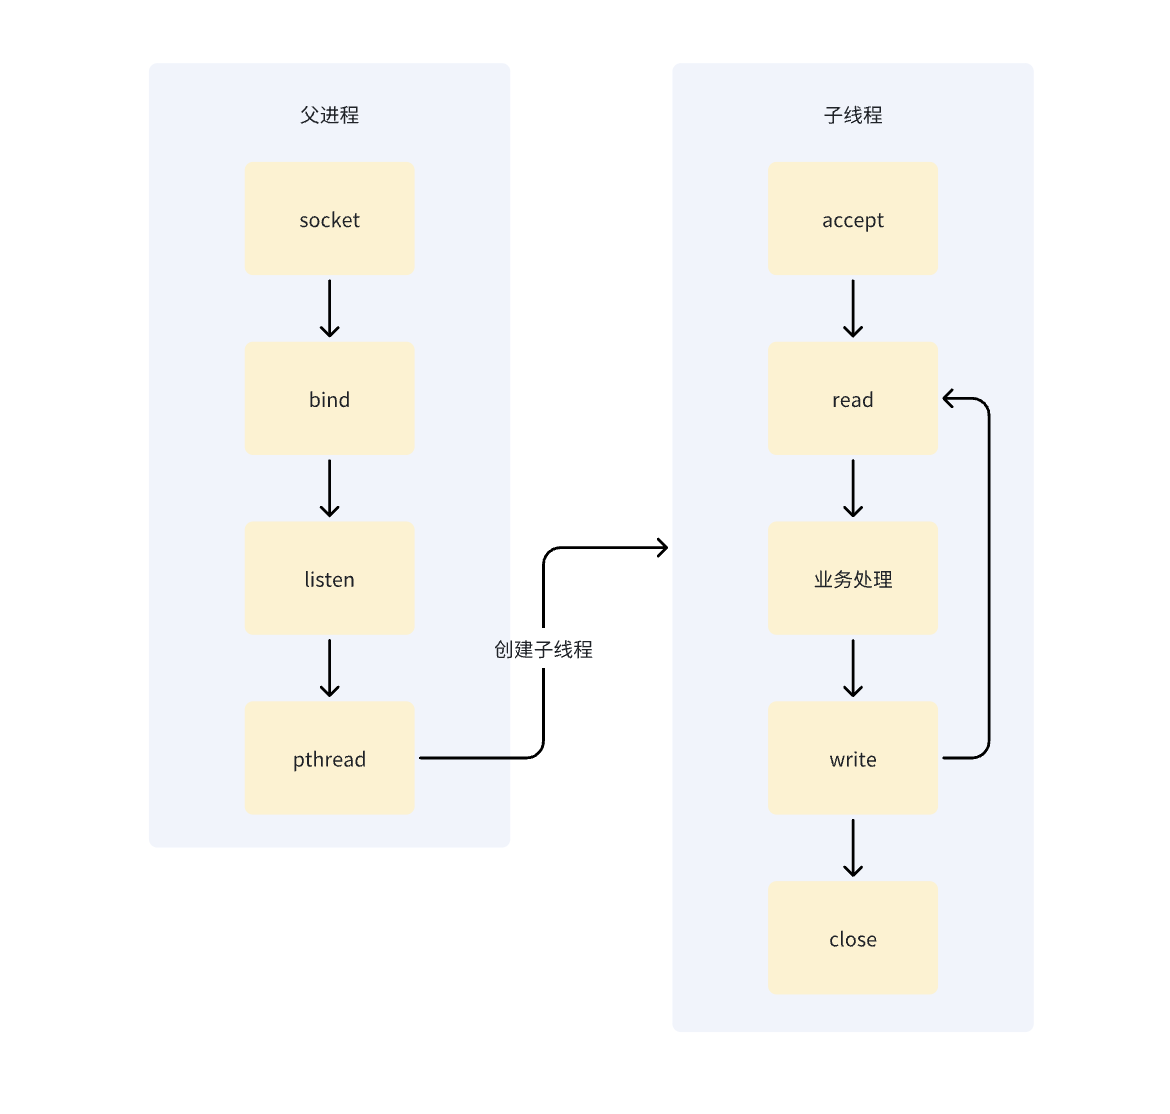 父进程
socket
bind
listen
pthread
创建子线程
子线程
accept
read
业务处理
write
close